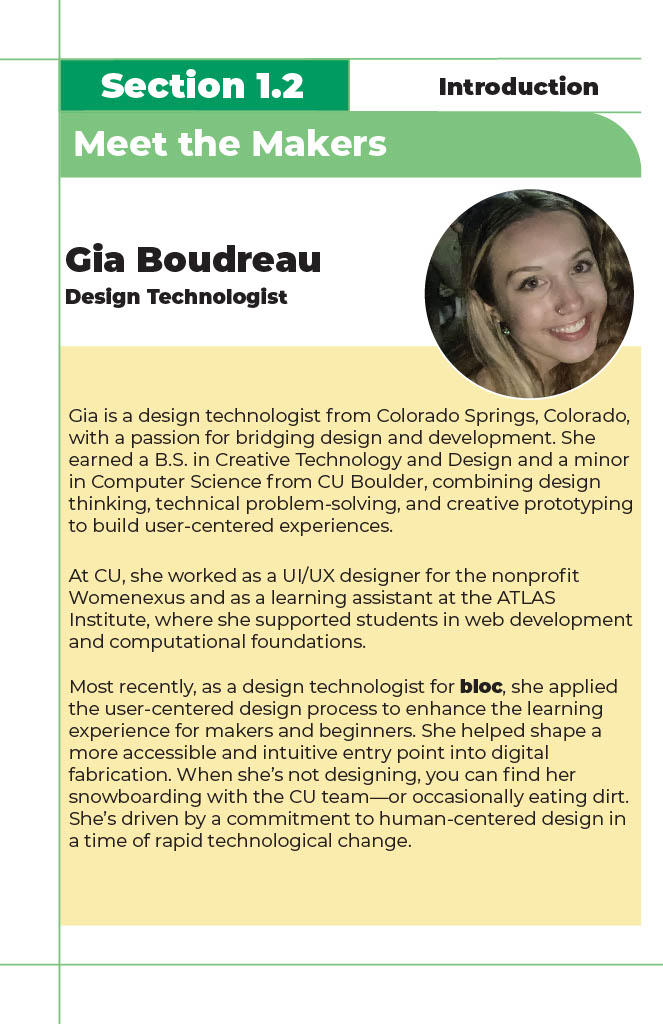 Section 1.2
Introduction
Meet the Makers
Gia Boudreau
Design Technologist
Gia is a design technologist from Colorado Springs, Colorado,
with a passion for bridging design and development. She
earned a B.S. in Creative Technology and Design and a minor
in Computer Science from CU Boulder, combining design
thinking, technical problem-solving, and creative prototyping
to build user-centered experiences.
At CU, she worked as a UI/UX designer for the nonprofit
Womenexus and as a learning assistant at the ATLAS
Institute, where she supported students in web development
and computational foundations.
Most recently, as a design technologist for bloc, she applied
the user-centered design process to enhance the learning
experience for makers and beginners. She helped shape a
more accessible and intuitive entry point into digital
fabrication. When she’s not designing, you can find her
snowboarding with the CU team—or occasionally eating dirt.
She’s driven by a commitment to human-centered design in
a time of rapid technological change.